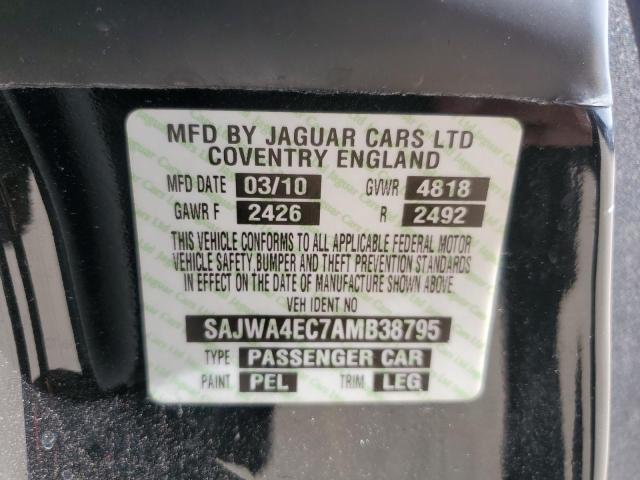 MFD BY JAGUAR CARS LTD
COVENTRY ENGLAND
MFD DATE 03/10 GVWR 4818
GAWR F 2426 R 2492
THIS VEHICLE CONFORMS TO ALL APPLICABLE FEDERAL MOTOR
VEHICLE SAFETY, BUMPER AND THEFT PREVENTION STANDARDS
IN EFFECT ON THE DATE OF MANUFACTURE SHOWN ABOVE
VEH IDENT NO
SAJWA4EC7AMB38795
TYPE PASSENGER CAR
PAINT PEL TRIM LEG